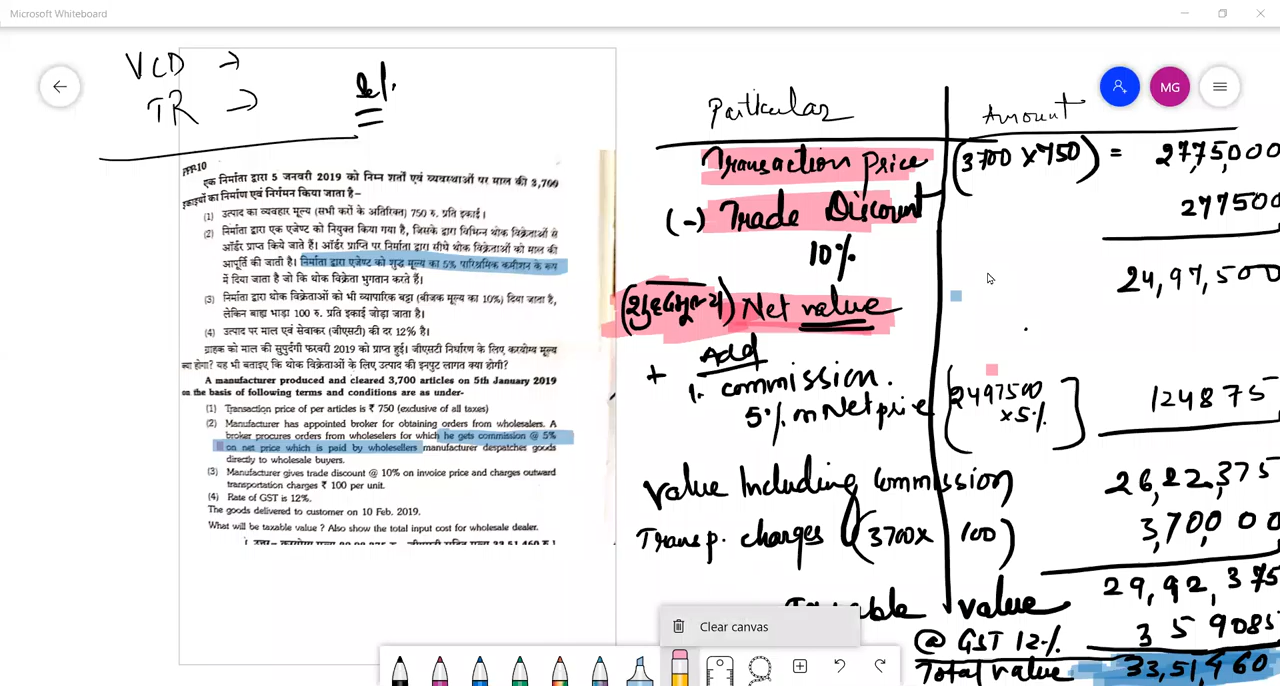 Microsoft Whiteboard
VCD →
TR →
MG
एक निर्माता द्वारा 5 जनवरी 2019 को निम्न शर्तों एवं व्यवस्थाओं पर माल की 3,700
इकाइयों का निर्माण एवं निर्गमन किया जाता है–
(1) उत्पाद का व्यवहार मूल्य (सभी करों के अतिरिक्त) 750 रु. प्रति इकाई।
(2) निर्माता द्वारा एक एजेण्ट को नियुक्त किया गया है, जिसके द्वारा विभिन्न थोक विक्रेताओं से
ऑर्डर प्राप्त किये जाते हैं। ऑर्डर प्राप्ति पर निर्माता द्वारा सीधे थोक विक्रेताओं को माल की
आपूर्ति की जाती है। निर्माता द्वारा एजेण्ट को शुद्ध मूल्य का 5% पारिश्रमिक कमीशन के रूप
में दिया जाता है जो कि थोक विक्रेता भुगतान करते हैं।
(3) निर्माता द्वारा थोक विक्रेताओं को भी व्यापारिक बट्टा (बीजक मूल्य का 10%) दिया जाता है,
लेकिन बाह्य भाड़ा 100 रु. प्रति इकाई जोड़ा जाता है।
(4) उत्पाद पर माल एवं सेवाकर (जीएसटी) की दर 12% है।
ग्राहक को माल की सुपुर्दगी फरवरी 2019 को प्राप्त हुई। जीएसटी निर्धारण के लिए करयोग्य मूल्य
क्या होगा? यह भी बताइए कि थोक विक्रेताओं के लिए उत्पाद की इनपुट लागत क्या होगी?
A manufacturer produced and cleared 3,700 articles on 5th January 2019
on the basis of following terms and conditions are as under-
(1) Transaction price of per articles is ₹ 750 (exclusive of all taxes)
(2) Manufacturer has appointed broker for obtaining orders from wholesalers. A
broker procures orders from wholeselers for which he gets commission @ 5%
on net price which is paid by wholesellers manufacturer despatches goods
directly to wholesale buyers.
(3) Manufacturer gives trade discount @ 10% on invoice price and charges outward
transportation charges ₹ 100 per unit.
(4) Rate of GST is 12%.
The goods delivered to customer on 10 Feb. 2019.
What will be taxable value ? Also show the total input cost for wholesale dealer.
Particular Amount
Transaction Price (3700 × 750) = 2775,000
(-) Trade Discount 277500
10%
24,97,500
(शुद्ध मूल्य) Net value
Add
+ 1. commission. [2497500 124875
5% on Net price × 5%]
Value Including Commission 26,22,375
Transp. charges (3700 × 100) 3,70,000
Taxable value 29,92,375
@ GST 12% 359085
Total value 33,51,460
Clear canvas